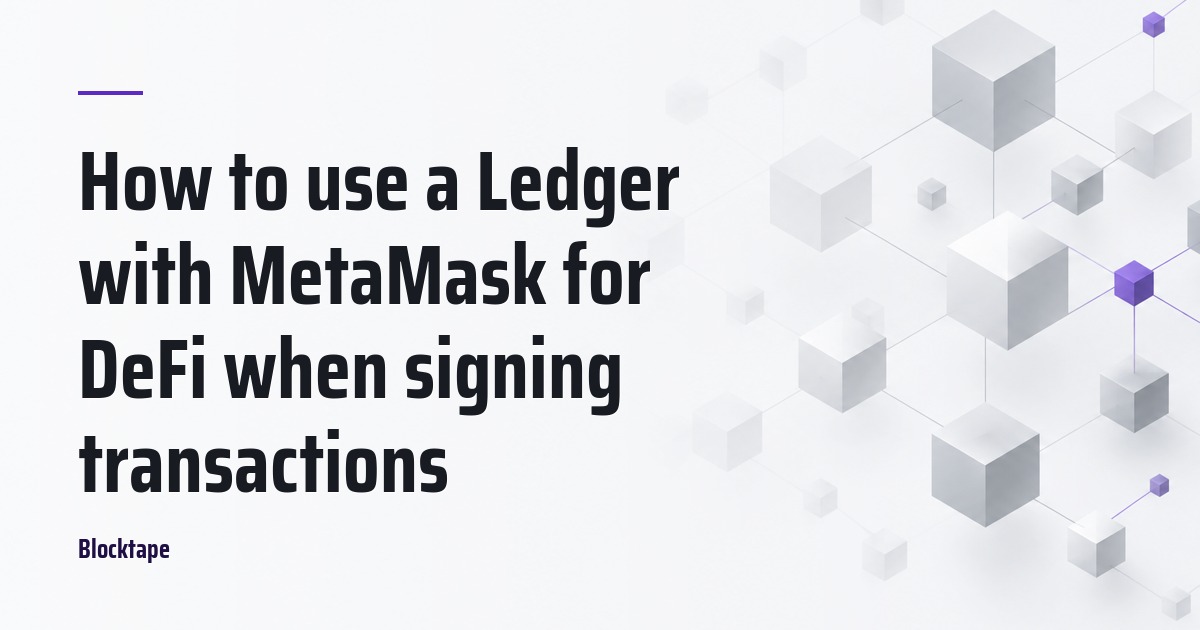 How to use a Ledger
with MetaMask for
DeFi when signing
transactions
Blocktape